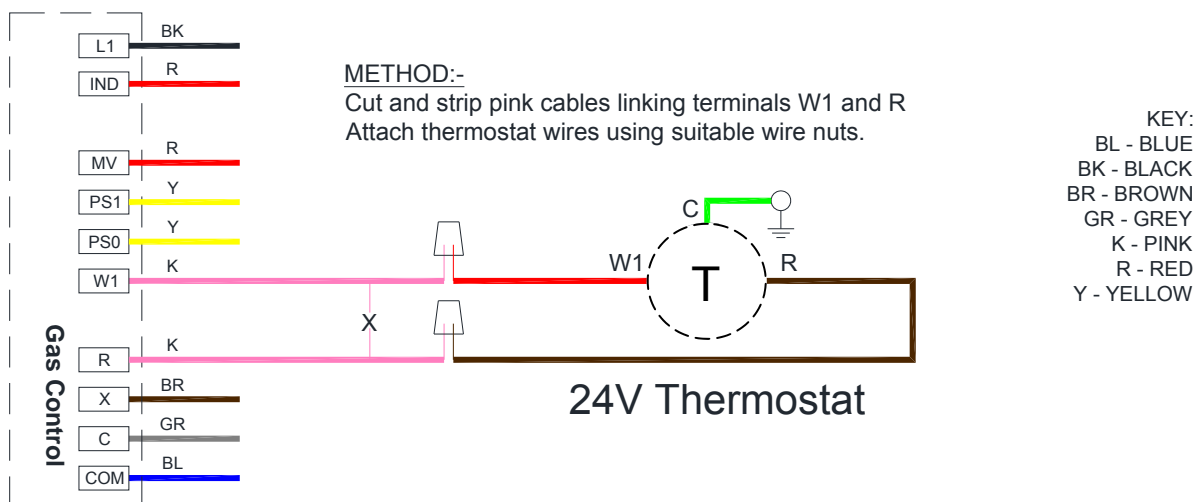 L1 BK
IND R
METHOD:-
Cut and strip pink cables linking terminals W1 and R
Attach thermostat wires using suitable wire nuts.
MV R
PS1 Y
PS0 Y
W1 K
X
R K
X BR
C GR
COM BL
Gas Control
C
W1
T
R
24V Thermostat
KEY:
BL - BLUE
BK - BLACK
BR - BROWN
GR - GREY
K - PINK
R - RED
Y - YELLOW